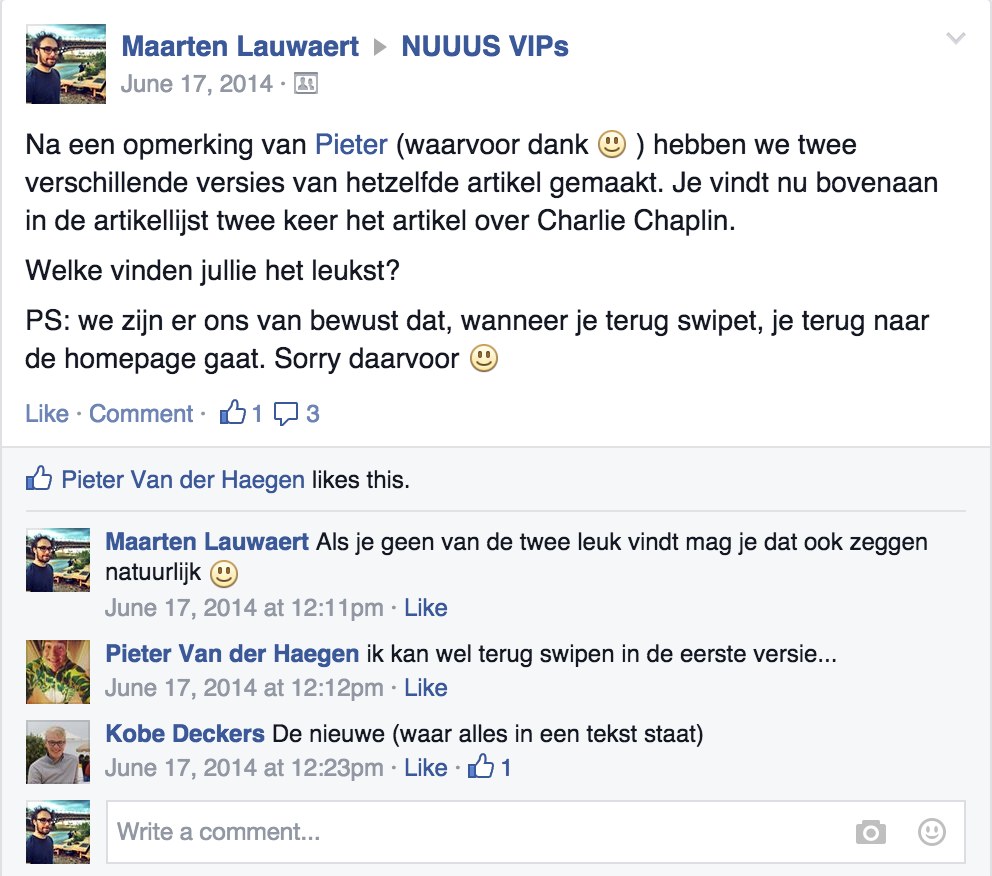 Maarten Lauwaert ▶ NUUUS VIPs
June 17, 2014 ·
Na een opmerking van Pieter (waarvoor dank 🙂 ) hebben we twee
verschillende versies van hetzelfde artikel gemaakt. Je vindt nu bovenaan
in de artikellijst twee keer het artikel over Charlie Chaplin.
Welke vinden jullie het leukst?
PS: we zijn er ons van bewust dat, wanneer je terug swipet, je terug naar
de homepage gaat. Sorry daarvoor 🙂
Like · Comment · 1 3
Pieter Van der Haegen likes this.
Maarten Lauwaert Als je geen van de twee leuk vindt mag je dat ook zeggen
natuurlijk 🙂
June 17, 2014 at 12:11pm · Like
Pieter Van der Haegen ik kan wel terug swipen in de eerste versie...
June 17, 2014 at 12:12pm · Like
Kobe Deckers De nieuwe (waar alles in een tekst staat)
June 17, 2014 at 12:23pm · Like · 1
Write a comment...